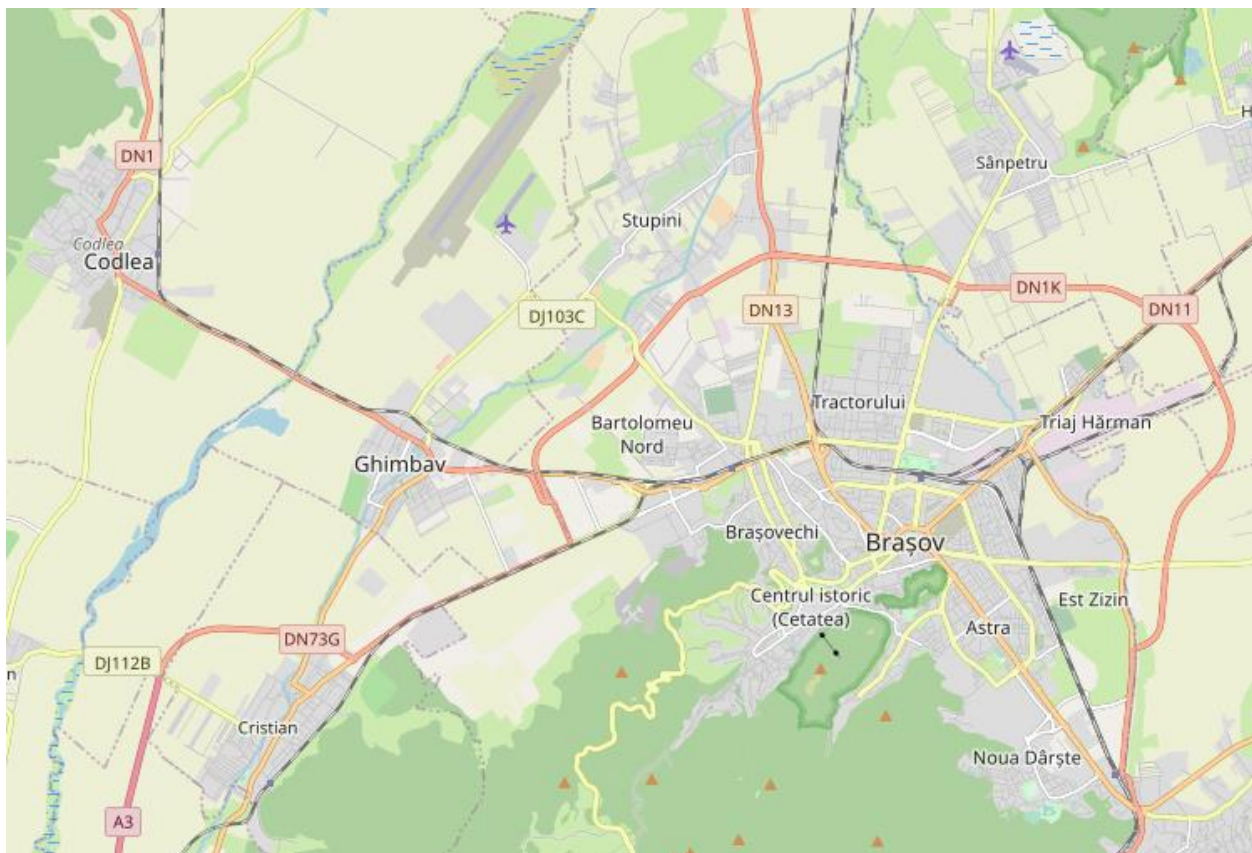 DN1
Sânpetru
Stupini
Codlea
Codlea
DN1K
DJ103C
DN13
DN11
Tractorului
Bartolomeu
Nord
Triaj Hărman
Ghimbav
Brașovechi
Brașov
Centrul istoric
(Cetatea)
Est Zizin
Astra
DN73G
DJ112B
Cristian
Noua Dârște
A3